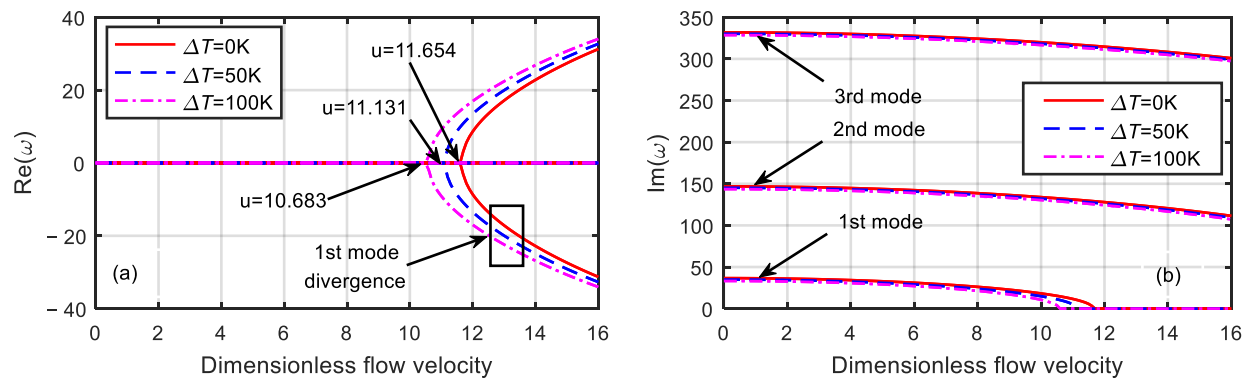 40
20
0
− 20
− 40
Re(ω)
ΔT=0K
ΔT=50K
ΔT=100K
u=11.654
u=11.131
u=10.683
1st mode
divergence
(a)
0 2 4 6 8 10 12 14 16
Dimensionless flow velocity
350
300
250
200
150
100
50
0
Im(ω)
3rd mode
2nd mode
1st mode
ΔT=0K
ΔT=50K
ΔT=100K
(b)
0 2 4 6 8 10 12 14 16
Dimensionless flow velocity